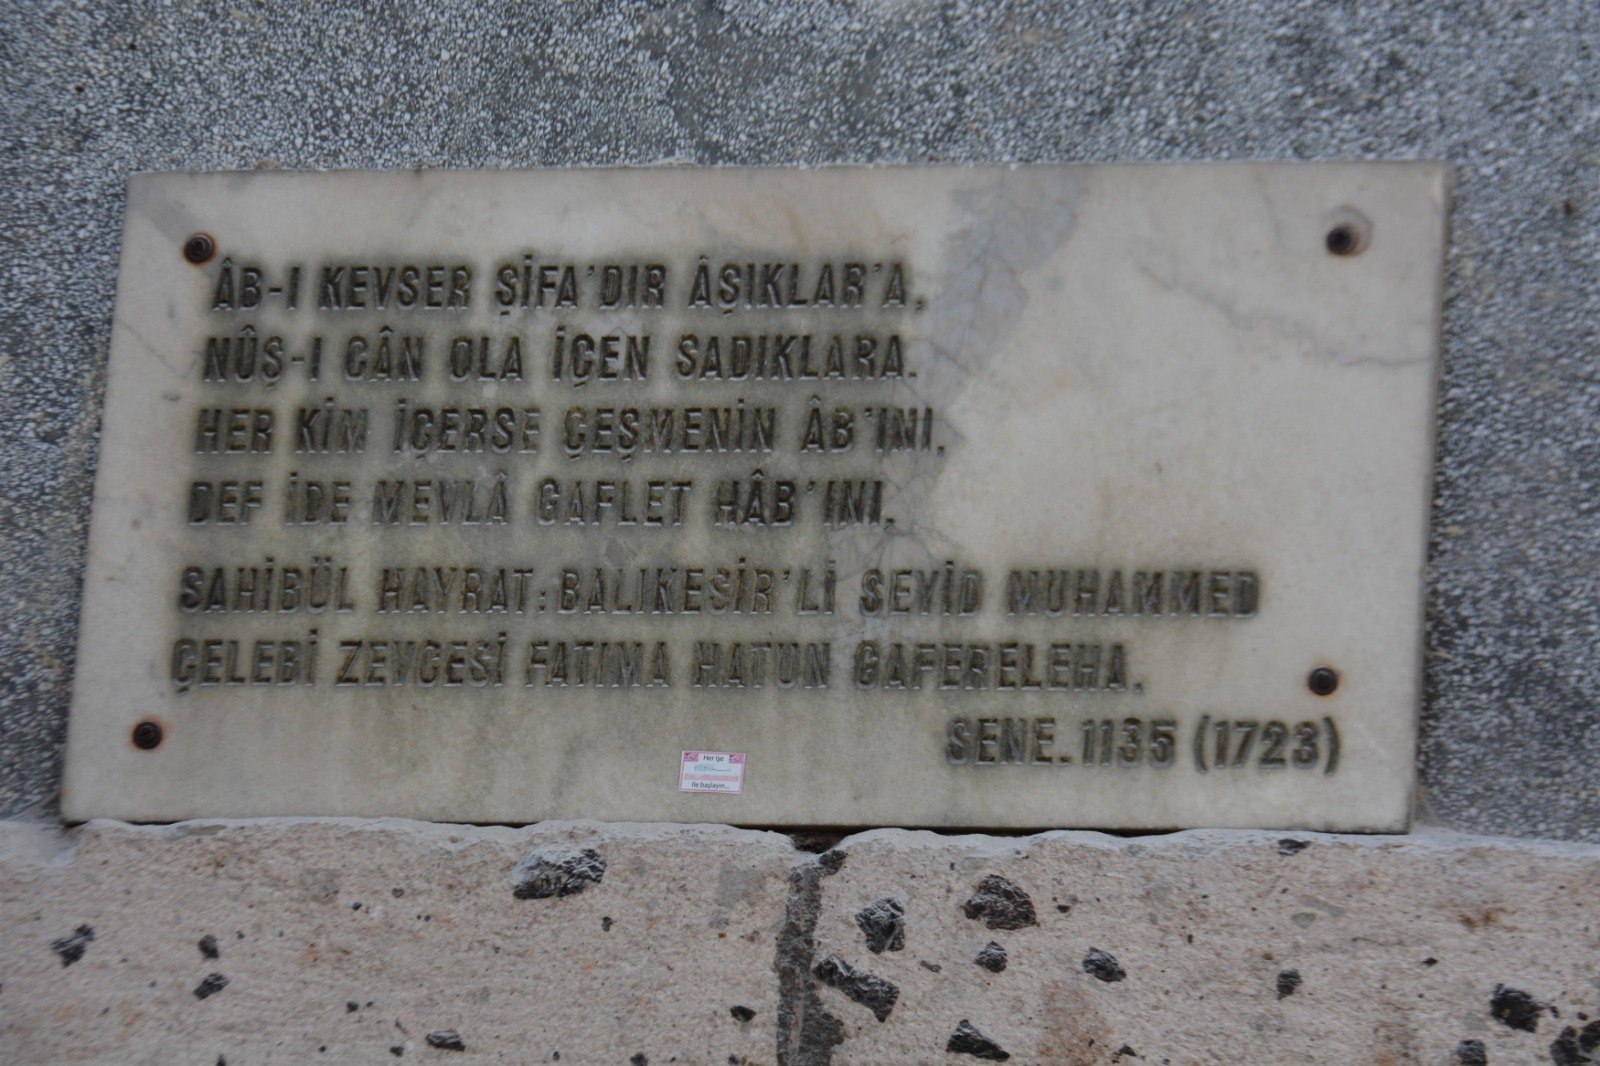 ÂB-I KEVSER ŞİFA'DIR ÂŞIKLAR'A,
NÛŞ-I CÂN OLA İÇEN SADIKLARA.
HER KİM İÇERSE ÇEŞMENİN ÂB'INI,
DEF İDE MEVLÂ GAFLET HÂB'INI.
SAHİBÜL HAYRAT: BALIKESİR'Lİ SEYİD MUHAMMED
ÇELEBİ ZEVCESİ FATIMA HATUN GAFERELEHA.
SENE. 1135 (1723)
Her işe
ile başlayın...